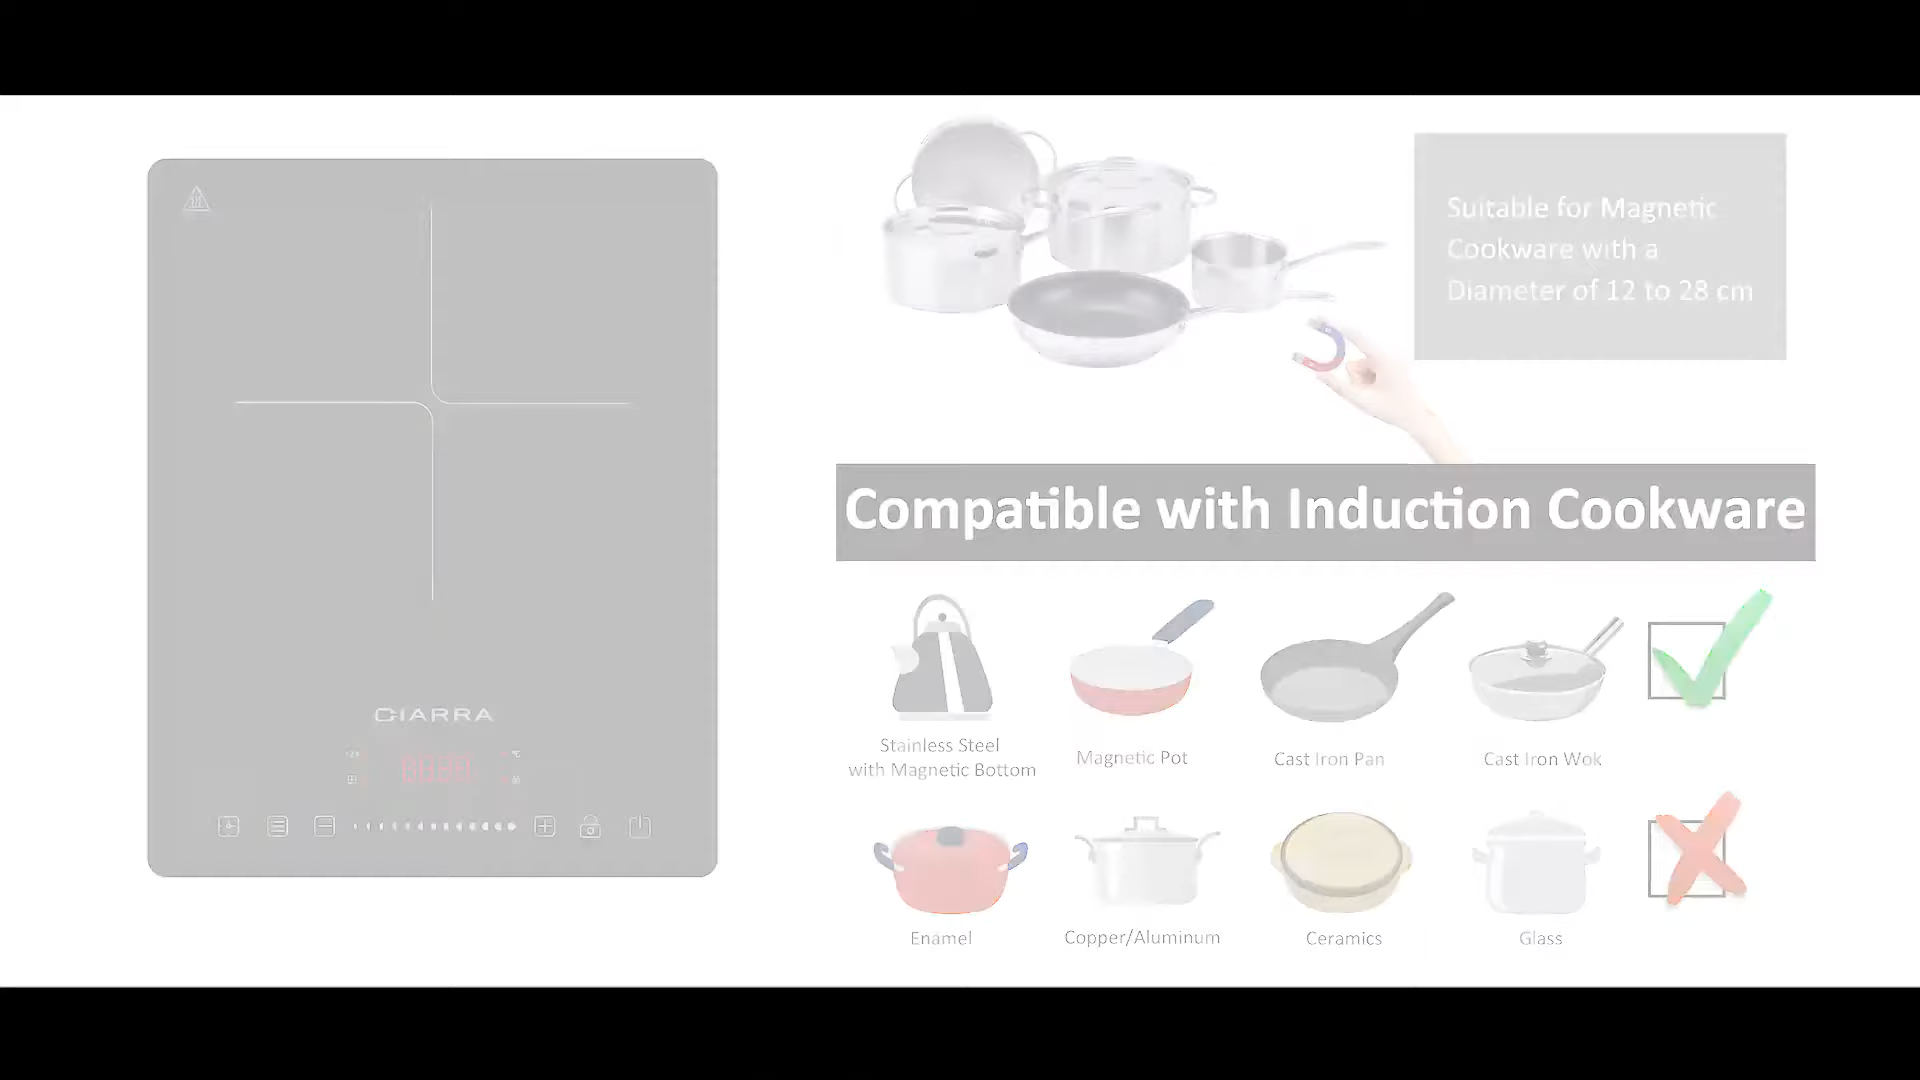 CIARRA
Suitable for Magnetic
Cookware with a
Diameter of 12 to 28 cm
Compatible with Induction Cookware
Stainless Steel
with Magnetic Bottom
Magnetic Pot
Cast Iron Pan
Cast Iron Wok
Enamel
Copper/Aluminum
Ceramics
Glass